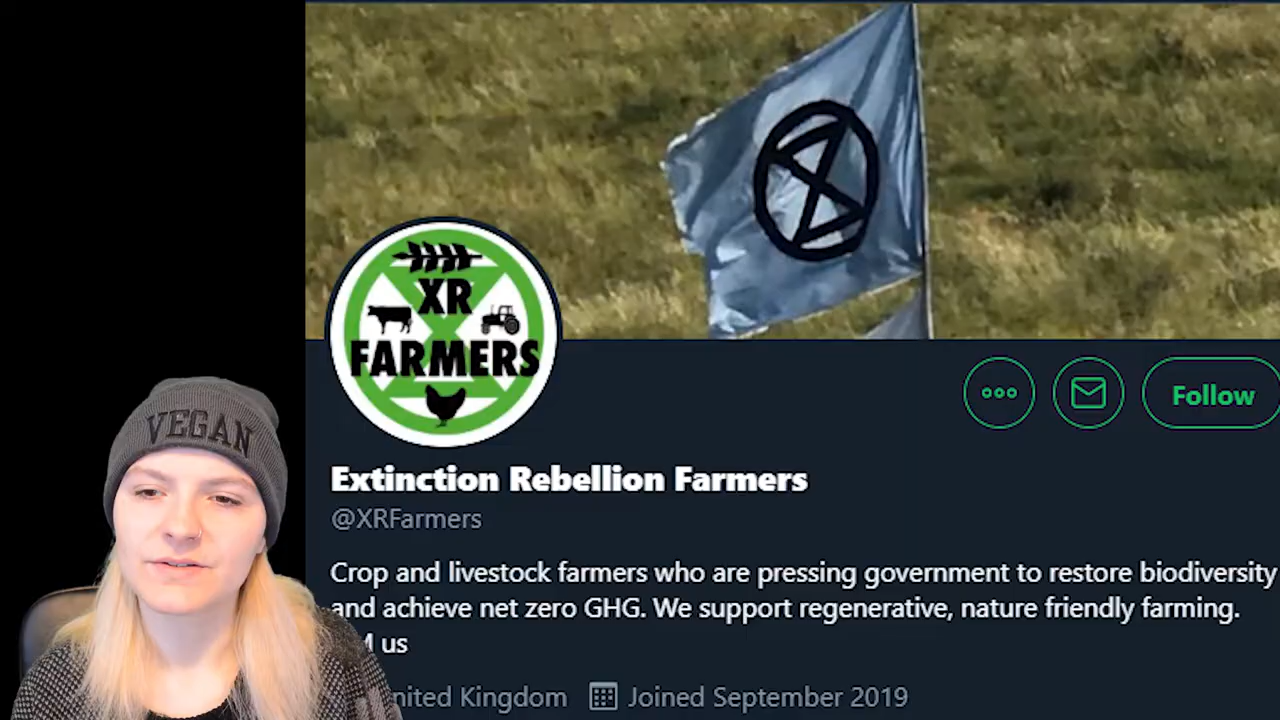 XR
FARMERS
Follow
VEGAN
Extinction Rebellion Farmers
@XRFarmers
Crop and livestock farmers who are pressing government to restore biodiversity
and achieve net zero GHG. We support regenerative, nature friendly farming.
us
Kingdom Joined September 2019